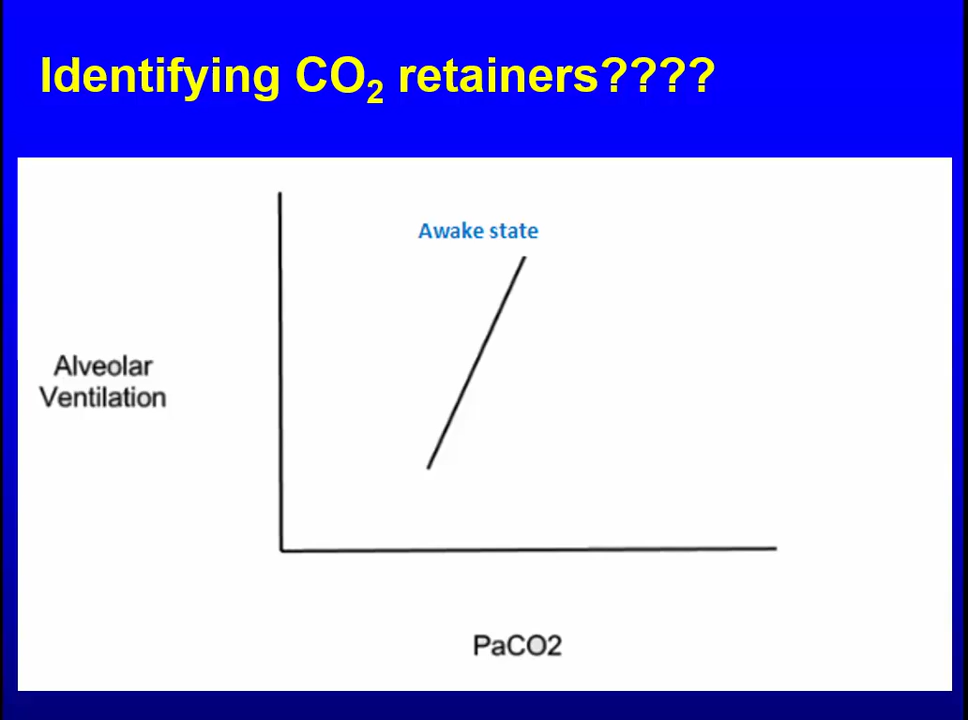 Identifying CO₂ retainers????
Awake state
Alveolar
Ventilation
PaCO2